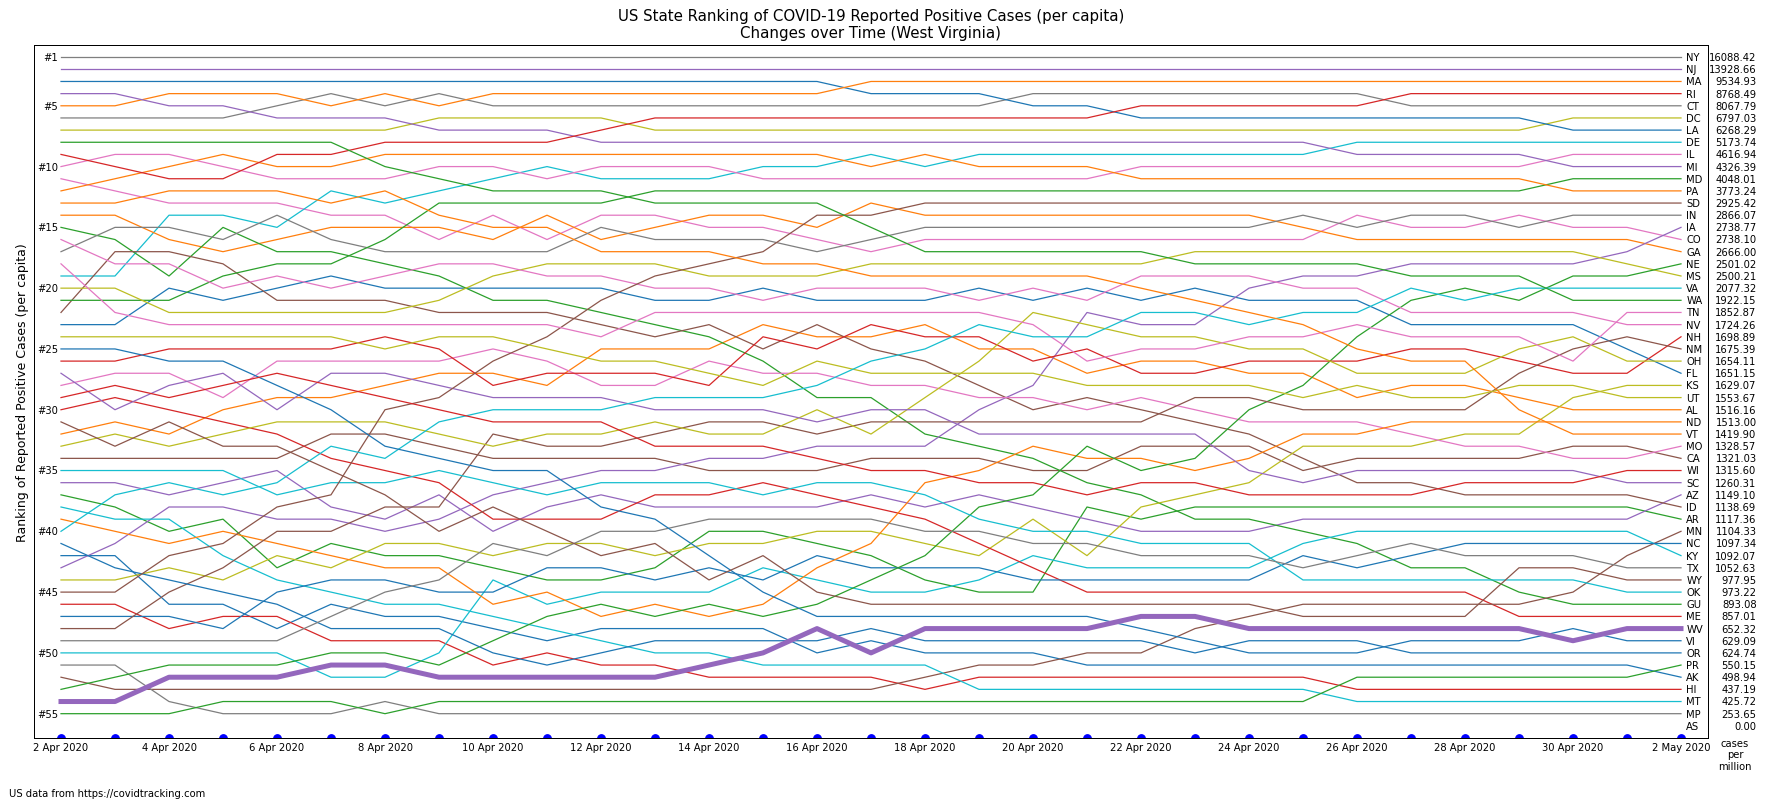 US State Ranking of COVID-19 Reported Positive Cases (per capita)
Changes over Time (West Virginia)
Ranking of Reported Positive Cases (per capita)
#1
#5
#10
#15
#20
#25
#30
#35
#40
#45
#50
#55
NY 16088.42
NJ 13928.66
MA 9534.93
RI 8768.49
CT 8067.79
DC 6797.03
LA 6268.29
DE 5173.74
IL 4616.94
MI 4326.39
MD 4048.01
PA 3773.24
SD 2925.42
IN 2866.07
IA 2738.77
CO 2738.10
GA 2666.00
NE 2501.02
MS 2500.21
VA 2077.32
WA 1922.15
TN 1852.87
NV 1724.26
NH 1698.89
NM 1675.39
OH 1654.11
FL 1651.15
KS 1629.07
UT 1553.67
AL 1516.16
ND 1513.00
VT 1419.90
MO 1328.57
CA 1321.03
WI 1315.60
SC 1260.31
AZ 1149.10
ID 1138.69
AR 1117.36
MN 1104.33
NC 1097.34
KY 1092.07
TX 1052.63
WY 977.95
OK 973.22
GU 893.08
ME 857.01
WV 652.32
VI 629.09
OR 624.74
PR 550.15
AK 498.94
HI 437.19
MT 425.72
MP 253.65
AS 0.00
2 Apr 2020 4 Apr 2020 6 Apr 2020 8 Apr 2020 10 Apr 2020 12 Apr 2020 14 Apr 2020 16 Apr 2020 18 Apr 2020 20 Apr 2020 22 Apr 2020 24 Apr 2020 26 Apr 2020 28 Apr 2020 30 Apr 2020 2 May 2020
cases
per
million
US data from https://covidtracking.com